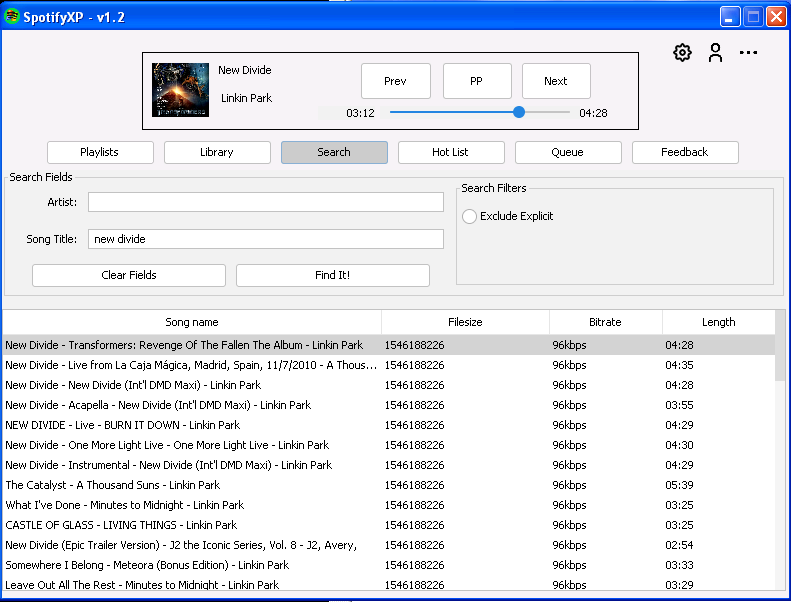 SpotifyXP - v1.2
New Divide
Linkin Park
Prev
PP
Next
03:12
04:28
Playlists
Library
Search
Hot List
Queue
Feedback
Search Fields
Artist:
Song Title:
new divide
Clear Fields
Find It!
Search Filters
Exclude Explicit
Song name Filesize Bitrate Length
New Divide - Transformers: Revenge Of The Fallen The Album - Linkin Park 1546188226 96kbps 04:28
New Divide - Live from La Caja Mágica, Madrid, Spain, 11/7/2010 - A Thous... 1546188226 96kbps 04:35
New Divide - New Divide (Int'l DMD Maxi) - Linkin Park 1546188226 96kbps 04:28
New Divide - Acapella - New Divide (Int'l DMD Maxi) - Linkin Park 1546188226 96kbps 03:55
NEW DIVIDE - Live - BURN IT DOWN - Linkin Park 1546188226 96kbps 04:29
New Divide - One More Light Live - One More Light Live - Linkin Park 1546188226 96kbps 04:30
New Divide - Instrumental - New Divide (Int'l DMD Maxi) - Linkin Park 1546188226 96kbps 04:29
The Catalyst - A Thousand Suns - Linkin Park 1546188226 96kbps 05:39
What I've Done - Minutes to Midnight - Linkin Park 1546188226 96kbps 03:25
CASTLE OF GLASS - LIVING THINGS - Linkin Park 1546188226 96kbps 03:25
New Divide (Epic Trailer Version) - J2 the Iconic Series, Vol. 8 - J2, Avery, 1546188226 96kbps 02:54
Somewhere I Belong - Meteora (Bonus Edition) - Linkin Park 1546188226 96kbps 03:33
Leave Out All The Rest - Minutes to Midnight - Linkin Park 1546188226 96kbps 03:29